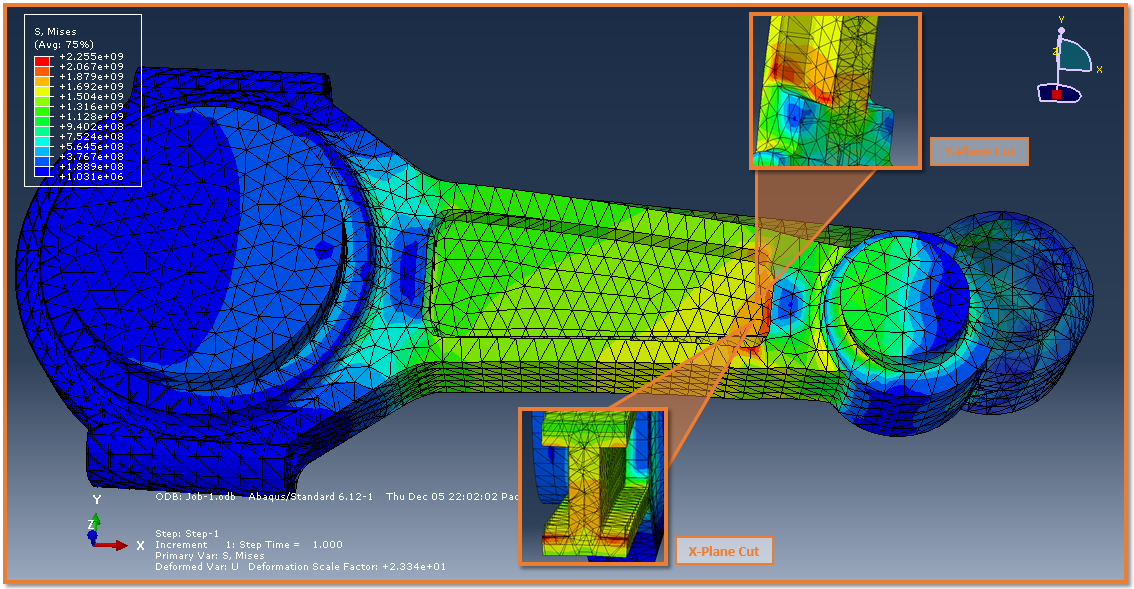 S, Mises
(Avg: 75%)
+2.255e+09
+2.067e+09
+1.879e+09
+1.692e+09
+1.504e+09
+1.316e+09
+1.128e+09
+9.402e+08
+7.524e+08
+5.645e+08
+3.767e+08
+1.889e+08
+1.031e+06
Y
Z
X
Y-Plane Cut
Y
Z
X
ODB: Job-1.odb Abaqus/Standard 6.12-1 Thu Dec 05 22:02:02 Pac
X-Plane Cut
Step: Step-1
Increment 1: Step Time = 1.000
Primary Var: S, Mises
Deformed Var: U Deformation Scale Factor: +2.334e+01